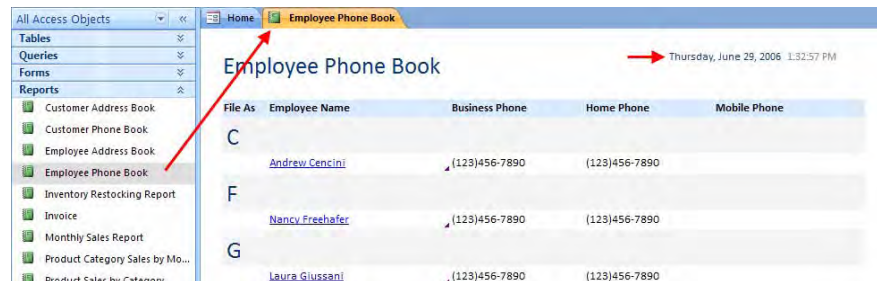 All Access Objects
Tables
Queries
Forms
Reports
Customer Address Book
Customer Phone Book
Employee Address Book
Employee Phone Book
Inventory Restocking Report
Invoice
Monthly Sales Report
Product Category Sales by Mo...
Product Sales by Category
Home Employee Phone Book
Employee Phone Book
Thursday, June 29, 2006 1:32:57 PM
File As Employee Name Business Phone Home Phone Mobile Phone
C
Andrew Cencini (123)456-7890 (123)456-7890
F
Nancy Freehafer (123)456-7890 (123)456-7890
G
Laura Giussani (123)456-7890 (123)456-7890